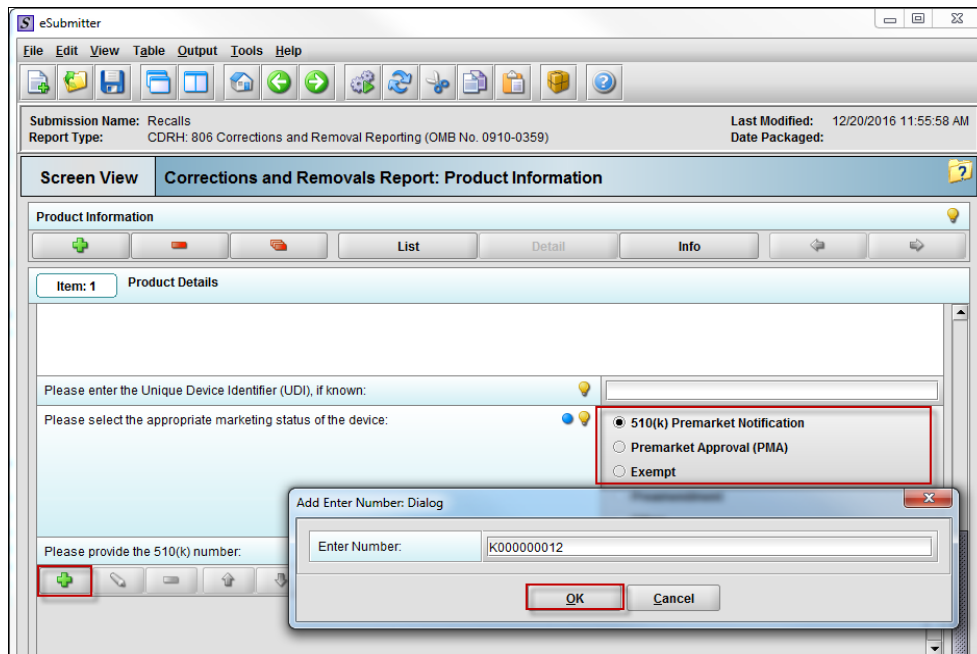 S eSubmitter
File Edit View Table Output Tools Help
Submission Name: Recalls
Last Modified: 12/20/2016 11:55:58 AM
Report Type: CDRH: 806 Corrections and Removal Reporting (OMB No. 0910-0359)
Date Packaged:
Screen View
Corrections and Removals Report: Product Information
Product Information
List Detail Info
Item: 1 Product Details
Please enter the Unique Device Identifier (UDI), if known:
Please select the appropriate marketing status of the device:
510(k) Premarket Notification
Premarket Approval (PMA)
Exempt
Add Enter Number: Dialog
Enter Number: K000000012
OK Cancel
Please provide the 510(k) number: